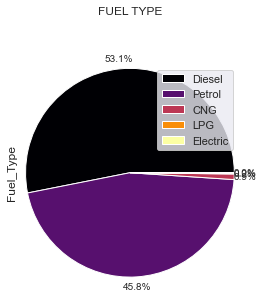 FUEL TYPE
53.1%
Diesel
Petrol
CNG
LPG
Electric
Fuel_Type
45.8%